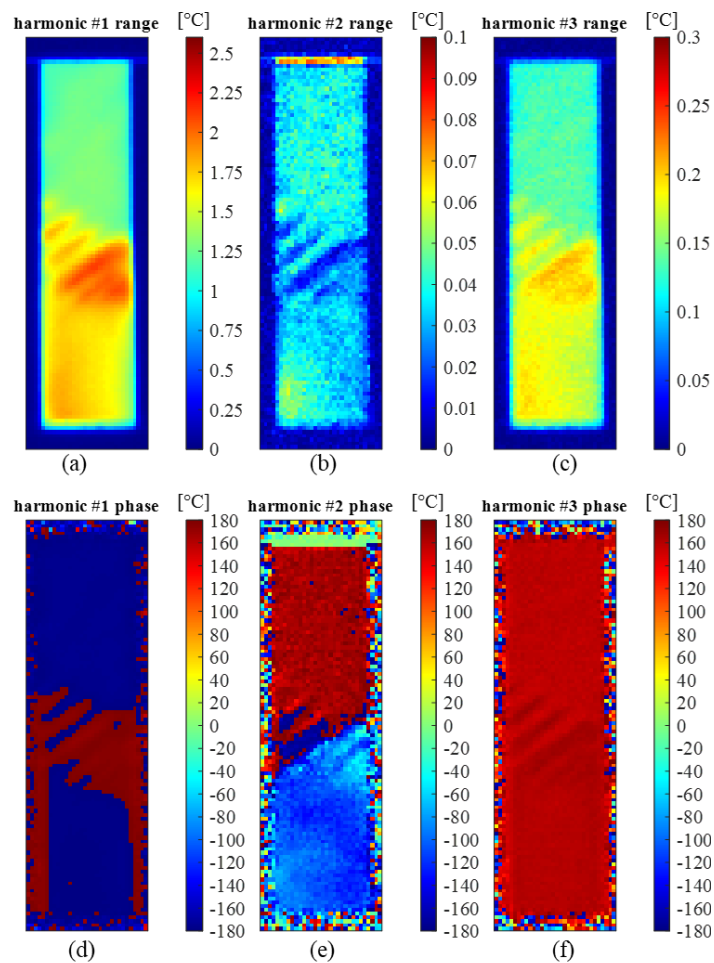 harmonic #1 range [°C] harmonic #2 range [°C] harmonic #3 range [°C]
2.5 0.1 0.3
2.25 0.09 0.25
2 0.08 0.2
1.75 0.07 0.15
1.5 0.06 0.1
1.25 0.05 0.05
1 0.04 0
0.75 0.03
0.5 0.02
0.25 0.01
0 0
(a) (b) (c)
harmonic #1 phase [°C] harmonic #2 phase [°C] harmonic #3 phase [°C]
180 180 180
160 160 160
140 140 140
120 120 120
100 100 100
80 80 80
60 60 60
40 40 40
20 20 20
0 0 0
-20 -20 -20
-40 -40 -40
-60 -60 -60
-80 -80 -80
-100 -100 -100
-120 -120 -120
-140 -140 -140
-160 -160 -160
-180 -180 -180
(d) (e) (f)